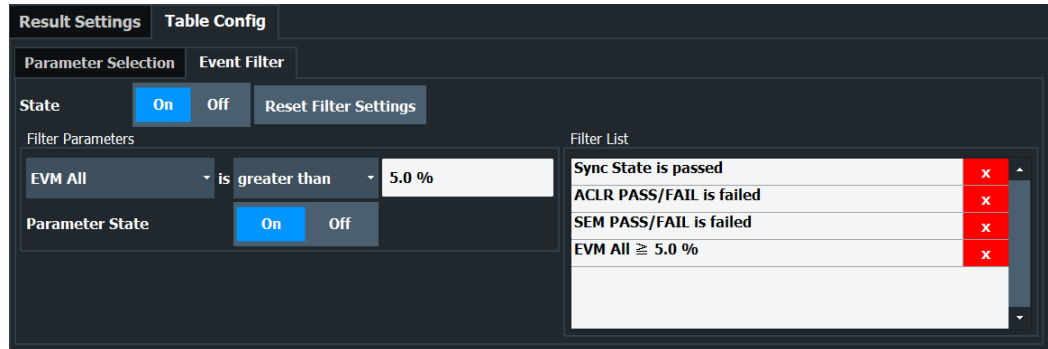 Result Settings Table Config
Parameter Selection Event Filter
State On Off Reset Filter Settings
Filter Parameters
EVM All is greater than 5.0 %
Parameter State On Off
Filter List
Sync State is passed x
ACLR PASS/FAIL is failed x
SEM PASS/FAIL is failed x
EVM All ≧ 5.0 % x